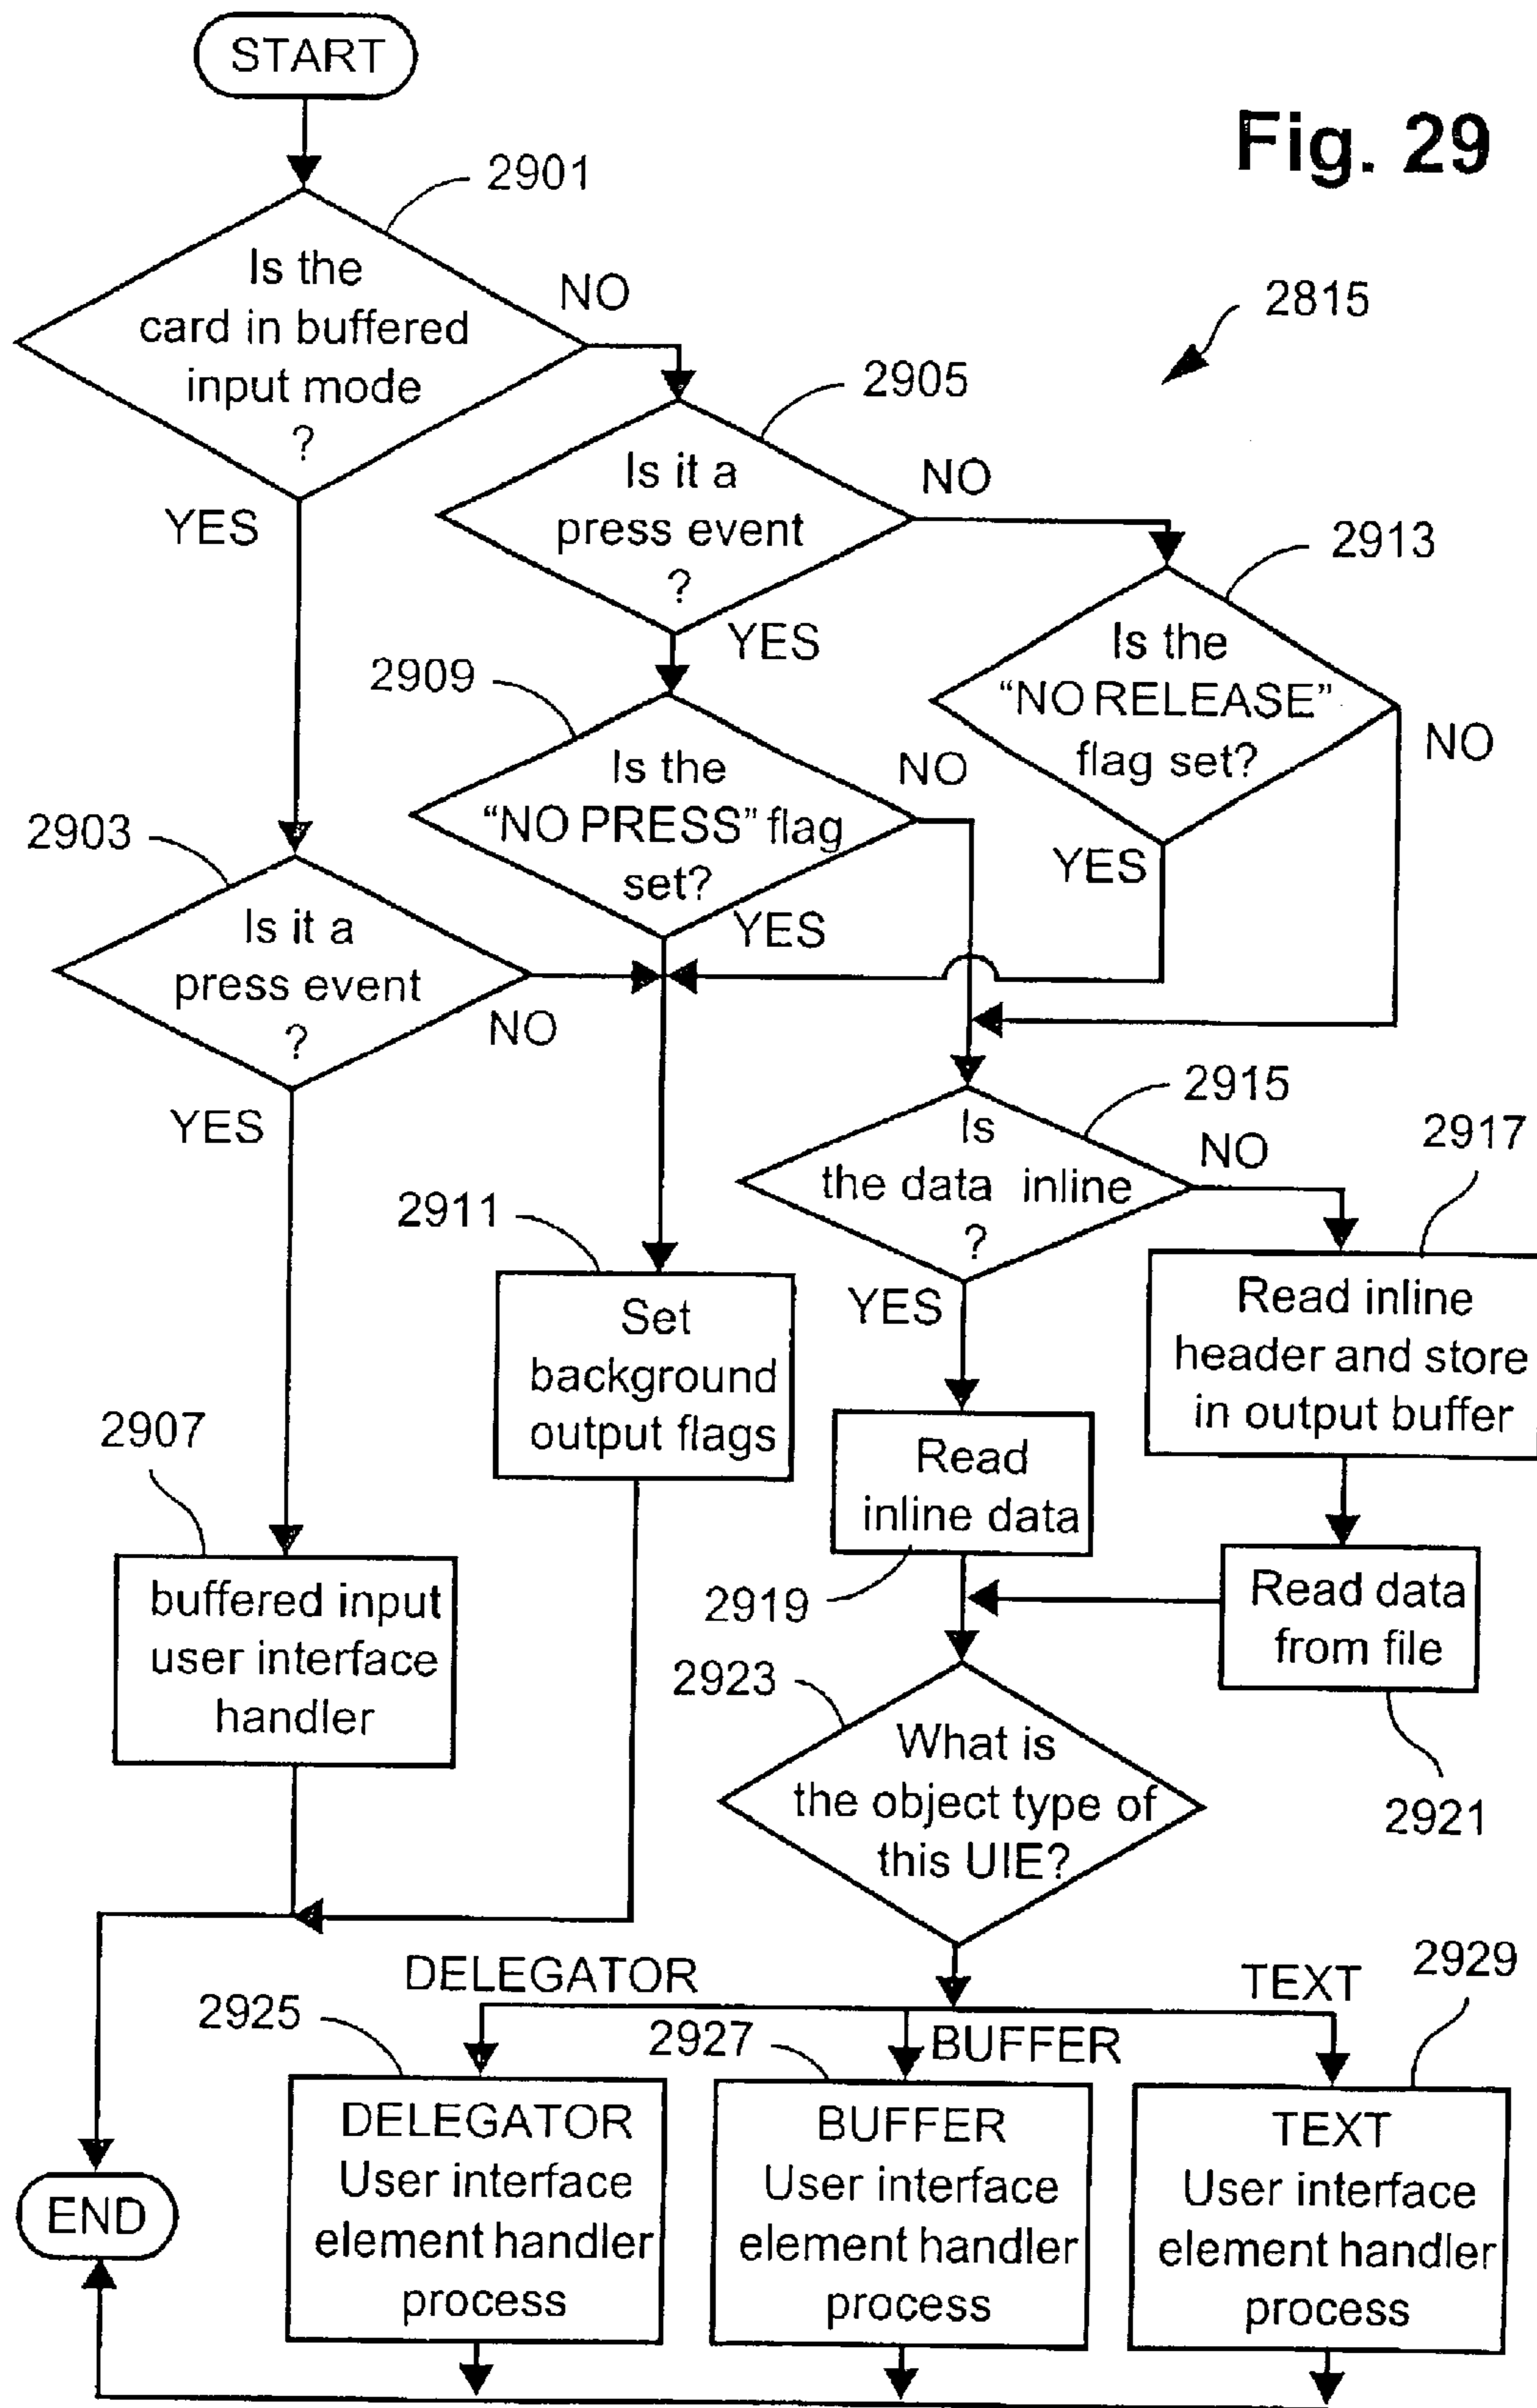 START
Fig. 29
2901
Is the
card in buffered
input mode
?
NO
YES
2815
2905
Is it a
press event
?
NO
YES
2913
Is the
“NO RELEASE”
flag set?
NO
YES
2909
Is the
“NO PRESS” flag
set?
NO
YES
2903
Is it a
press event
?
NO
YES
2915
Is
the data inline
?
NO
YES
2917
Read inline
header and store
in output buffer
2911
Set
background
output flags
2907
buffered input
user interface
handler
Read
inline data
2919
Read data
from file
2921
2923
What is
the object type of
this UIE?
DELEGATOR
BUFFER
TEXT
2925
DELEGATOR
User interface
element handler
process
2927
BUFFER
User interface
element handler
process
2929
TEXT
User interface
element handler
process
END